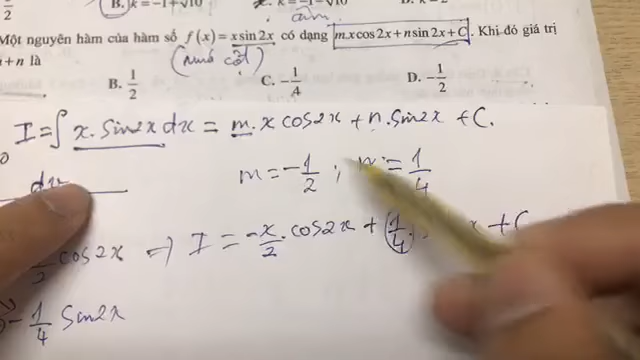 B. k = -1+√10
âm
Một nguyên hàm của hàm số f(x) = x sin 2x có dạng m.x cos 2x + n sin 2x + C. Khi đó giá trị
+ n là
(nuó cột)
B. 1/2 C. -1/4 D. -1/2
I = ∫ x. sin2x dx = m. x cos2x + n. sin2x + C.
m = -1/2 ; n = 1/4
cos2x ⇒ I = -x/2 . cos2x + (1/4) x + C
- 1/4 sin2x